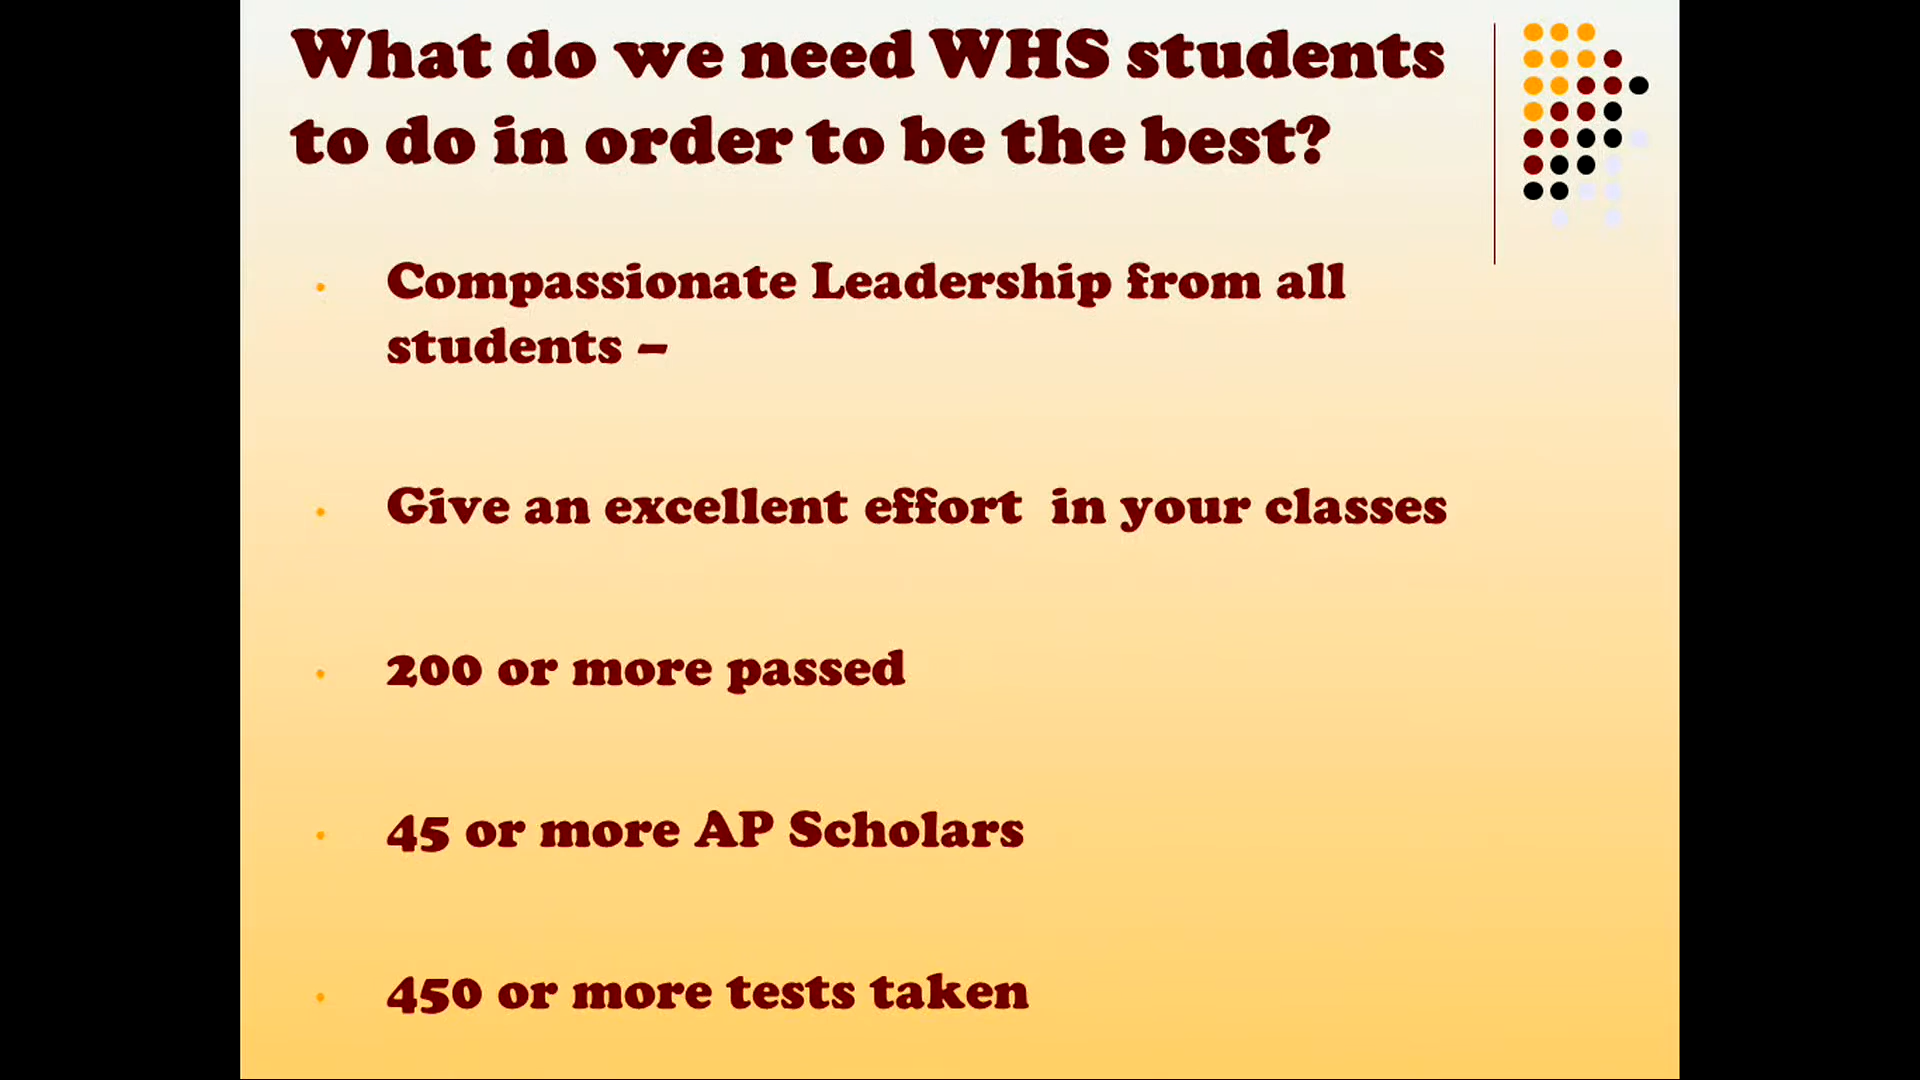 What do we need WHS students
to do in order to be the best?
• Compassionate Leadership from all
students –
• Give an excellent effort in your classes
• 200 or more passed
• 45 or more AP Scholars
• 450 or more tests taken